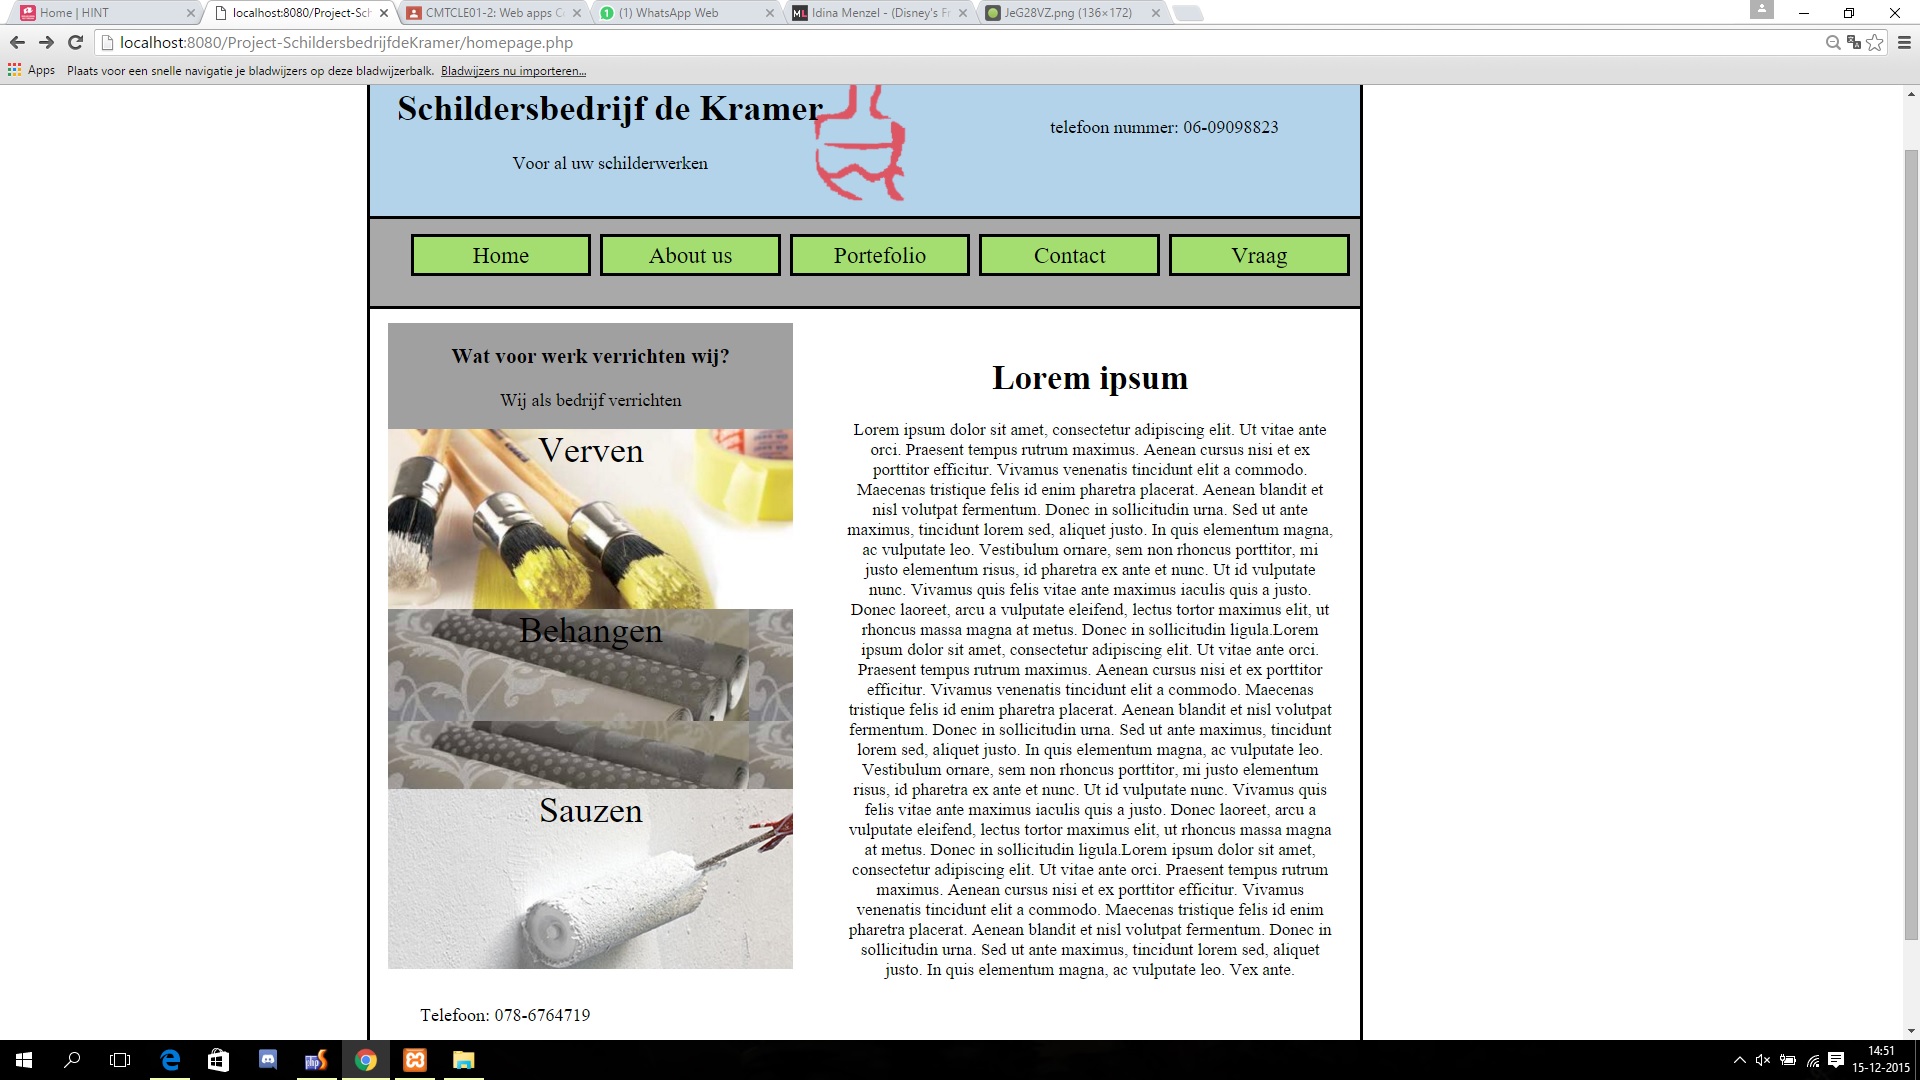 Home | HINT
localhost:8080/Project-Sch
CMTCLE01-2: Web apps C
(1) WhatsApp Web
Idina Menzel - (Disney's Fr
JeG28VZ.png (136×172)
localhost:8080/Project-SchildersbedrijfdeKramer/homepage.php
Apps
Plaats voor een snelle navigatie je bladwijzers op deze bladwijzerbalk. Bladwijzers nu importeren...
Schildersbedrijf de Kramer
telefoon nummer: 06-09098823
Voor al uw schilderwerken
Home
About us
Portefolio
Contact
Vraag
Wat voor werk verrichten wij?
Wij als bedrijf verrichten
Verven
Behangen
Sauzen
Lorem ipsum
Lorem ipsum dolor sit amet, consectetur adipiscing elit. Ut vitae ante
orci. Praesent tempus rutrum maximus. Aenean cursus nisi et ex
porttitor efficitur. Vivamus venenatis tincidunt elit a commodo.
Maecenas tristique felis id enim pharetra placerat. Aenean blandit et
nisl volutpat fermentum. Donec in sollicitudin urna. Sed ut ante
maximus, tincidunt lorem sed, aliquet justo. In quis elementum magna,
ac vulputate leo. Vestibulum ornare, sem non rhoncus porttitor, mi
justo elementum risus, id pharetra ex ante et nunc. Ut id vulputate
nunc. Vivamus quis felis vitae ante maximus iaculis quis a justo.
Donec laoreet, arcu a vulputate eleifend, lectus tortor maximus elit, ut
rhoncus massa magna at metus. Donec in sollicitudin ligula.Lorem
ipsum dolor sit amet, consectetur adipiscing elit. Ut vitae ante orci.
Praesent tempus rutrum maximus. Aenean cursus nisi et ex porttitor
efficitur. Vivamus venenatis tincidunt elit a commodo. Maecenas
tristique felis id enim pharetra placerat. Aenean blandit et nisl volutpat
fermentum. Donec in sollicitudin urna. Sed ut ante maximus, tincidunt
lorem sed, aliquet justo. In quis elementum magna, ac vulputate leo.
Vestibulum ornare, sem non rhoncus porttitor, mi justo elementum
risus, id pharetra ex ante et nunc. Ut id vulputate nunc. Vivamus quis
felis vitae ante maximus iaculis quis a justo. Donec laoreet, arcu a
vulputate eleifend, lectus tortor maximus elit, ut rhoncus massa magna
at metus. Donec in sollicitudin ligula.Lorem ipsum dolor sit amet,
consectetur adipiscing elit. Ut vitae ante orci. Praesent tempus rutrum
maximus. Aenean cursus nisi et ex porttitor efficitur. Vivamus
venenatis tincidunt elit a commodo. Maecenas tristique felis id enim
pharetra placerat. Aenean blandit et nisl volutpat fermentum. Donec in
sollicitudin urna. Sed ut ante maximus, tincidunt lorem sed, aliquet
justo. In quis elementum magna, ac vulputate leo. Vex ante.
Telefoon: 078-6764719
14:51
15-12-2015